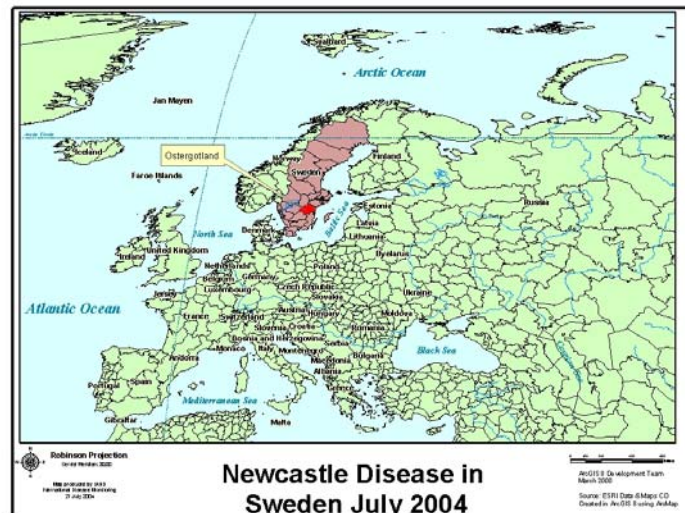 Svalbard
Arctic Ocean
Jan Mayen
Iceland
Ostergotland
Norway
Sweden
Finland
Faroe Islands
Russia
Estonia
Baltic Sea
North Sea
Latvia
Denmark
Lithuania
United Kingdom
Ireland
Byelarus
Netherlands
Poland
Belgium
Germany
Luxembourg
Czech Republic
Ukraine
Jersey
Slovakia
Atlantic Ocean
Austria
Hungary
Moldova
France
Switzerland
Slovenia
Croatia
Romania
Bosnia and Herzegovina
Serbia
Andorra
Monaco
Italy
Montenegro
Bulgaria
Black Sea
Macedonia
Albania
Portugal
Spain
Greece
Mediterranean Sea
Gibraltar
Malta
Robinson Projection
Newcastle Disease in
Sweden July 2004
ArcGIS 8 Development Team
March 2000
Source: ESRI Data & Maps CD
Created in ArcGIS 8 using ArcMap